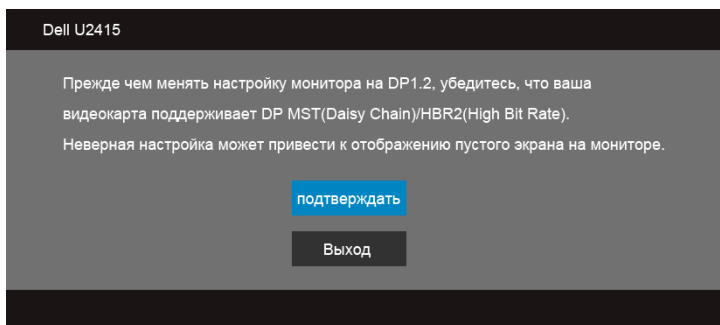 Dell U2415
Прежде чем менять настройку монитора на DP1.2, убедитесь, что ваша
видеокарта поддерживает DP MST(Daisy Chain)/HBR2(High Bit Rate).
Неверная настройка может привести к отображению пустого экрана на мониторе.
подтверждать
Выход